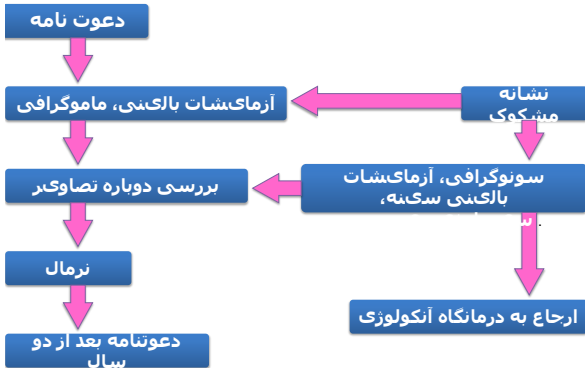 دعوت نامه
آزمایشات بالینی، ماموگرافی
نشانه
مشکوک
سونوگرافی، آزمایشات
بالینی سینه،
بررسی دوباره تصاویر
نرمال
ارجاع به درمانگاه آنکولوژی
دعوتنامه بعد از دو
سال